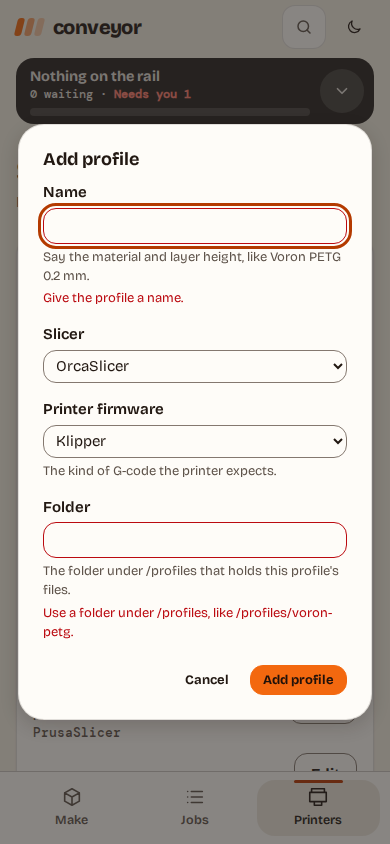 conveyor
Nothing on the rail
0 waiting · Needs you 1
Add profile
Name
Say the material and layer height, like Voron PETG
0.2 mm.
Give the profile a name.
Slicer
OrcaSlicer
Printer firmware
Klipper
The kind of G-code the printer expects.
Folder
The folder under /profiles that holds this profile's
files.
Use a folder under /profiles, like /profiles/voron-
petg.
Cancel
Add profile
PrusaSlicer
Edit
Make
Jobs
Printers